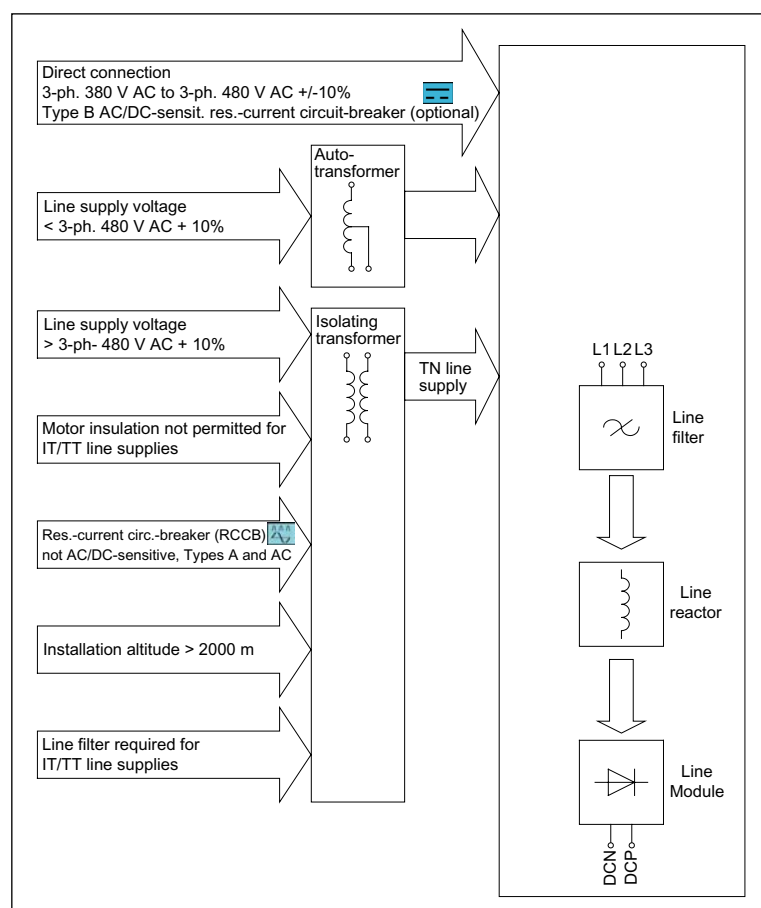 Direct connection
3-ph. 380 V AC to 3-ph. 480 V AC +/-10%
Type B AC/DC-sensit. res.-current circuit-breaker (optional)
Auto-
transformer
Line supply voltage
< 3-ph. 480 V AC + 10%
Line supply voltage
> 3-ph- 480 V AC + 10%
Isolating
transformer
TN line
supply
Motor insulation not permitted for
IT/TT line supplies
Res.-current circ.-breaker (RCCB)
not AC/DC-sensitive, Types A and AC
Installation altitude > 2000 m
Line filter required for
IT/TT line supplies
L1 L2 L3
Line
filter
Line
reactor
Line
Module
DCN
DCP